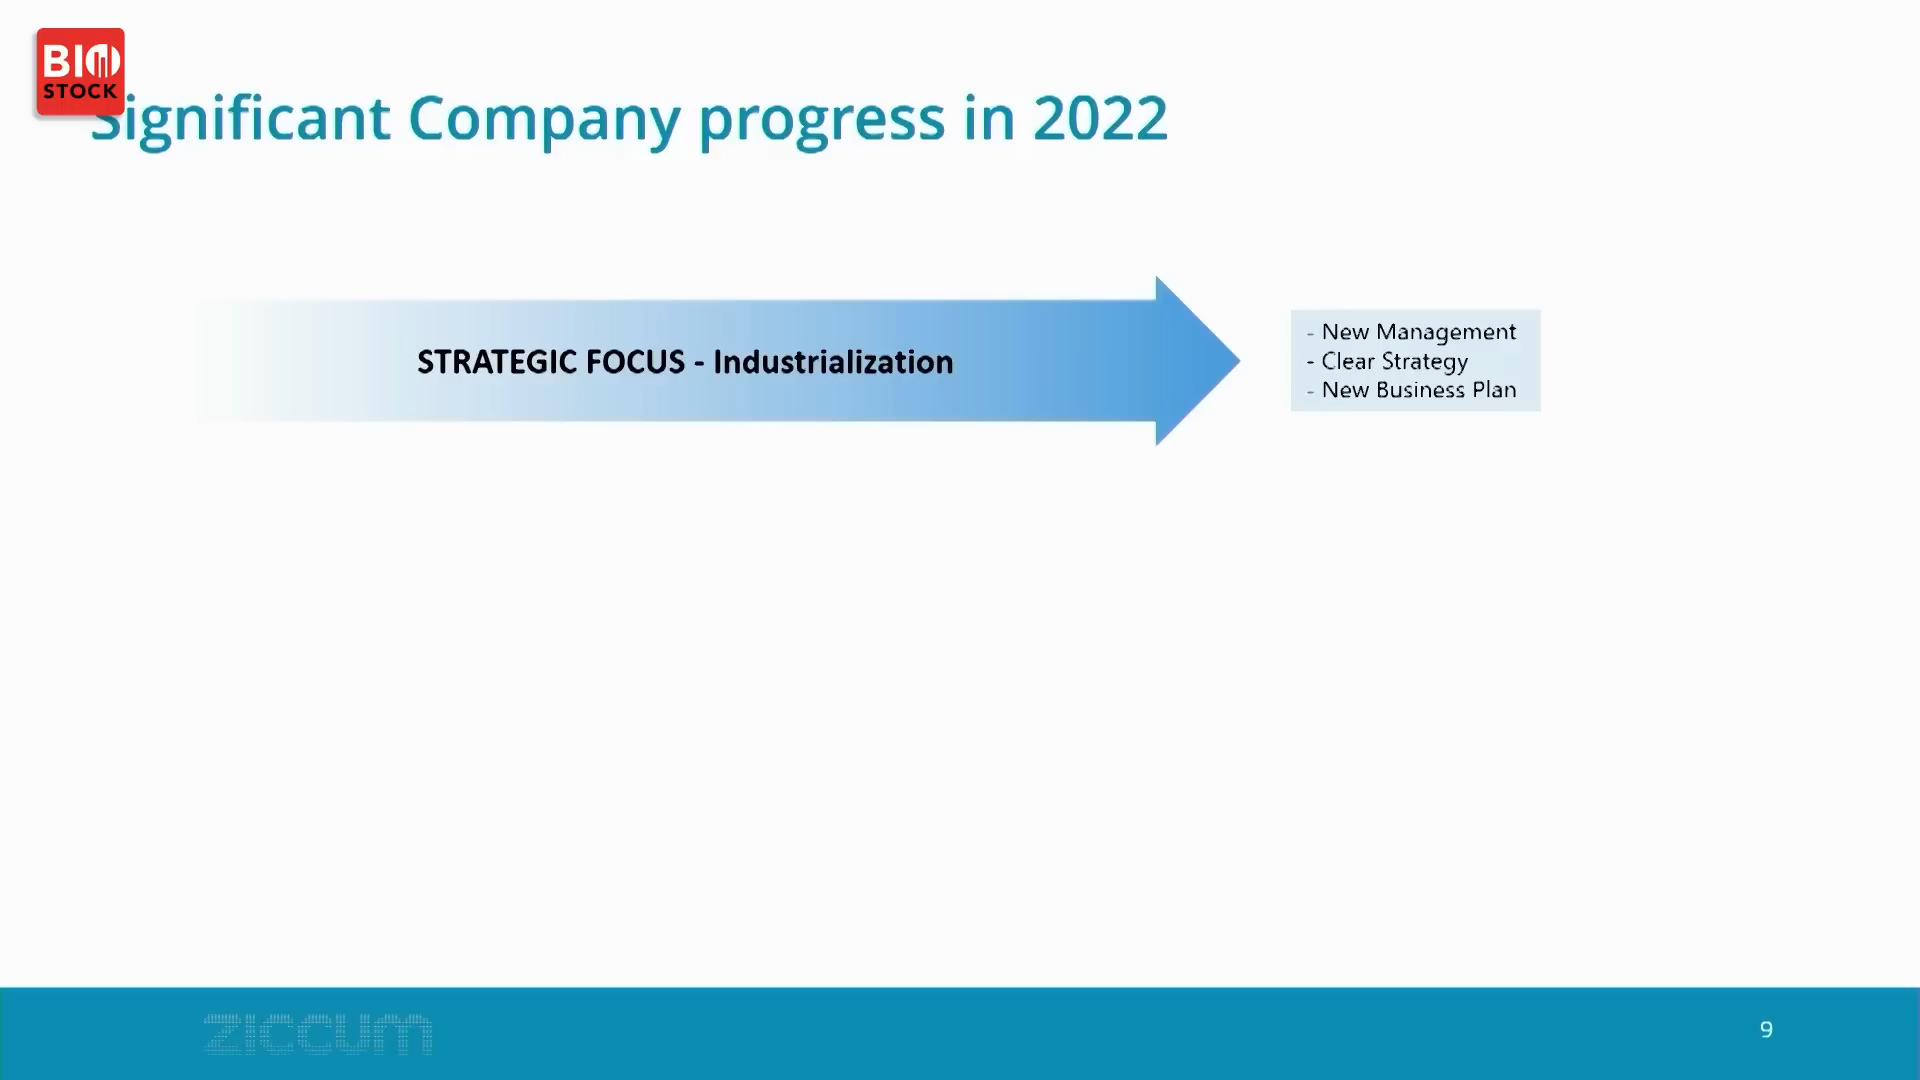 BIO
STOCK
Significant Company progress in 2022
STRATEGIC FOCUS - Industrialization
- New Management
- Clear Strategy
- New Business Plan
ziccum
9